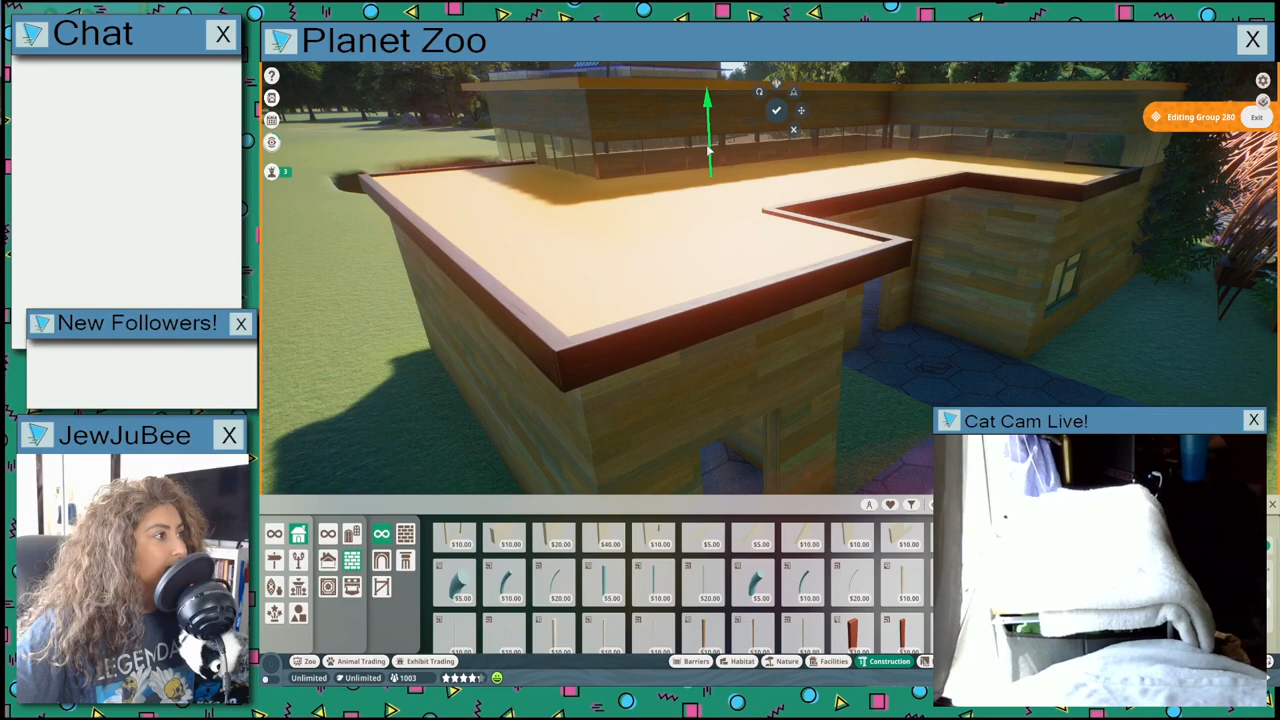 Chat
X
Planet Zoo
X
?
3
Editing Group 280
Exit
New Followers!
X
JewJuBee
X
LEGENDA
Cat Cam Live!
X
$10.00 $10.00 $20.00 $40.00 $10.00 $5.00 $5.00 $10.00 $10.00 $10.00
$5.00 $10.00 $20.00 $5.00 $10.00 $20.00 $5.00 $10.00 $20.00 $10.00
Zoo Animal Trading Exhibit Trading
Barriers Habitat Nature Facilities Construction
Unlimited Unlimited 1003